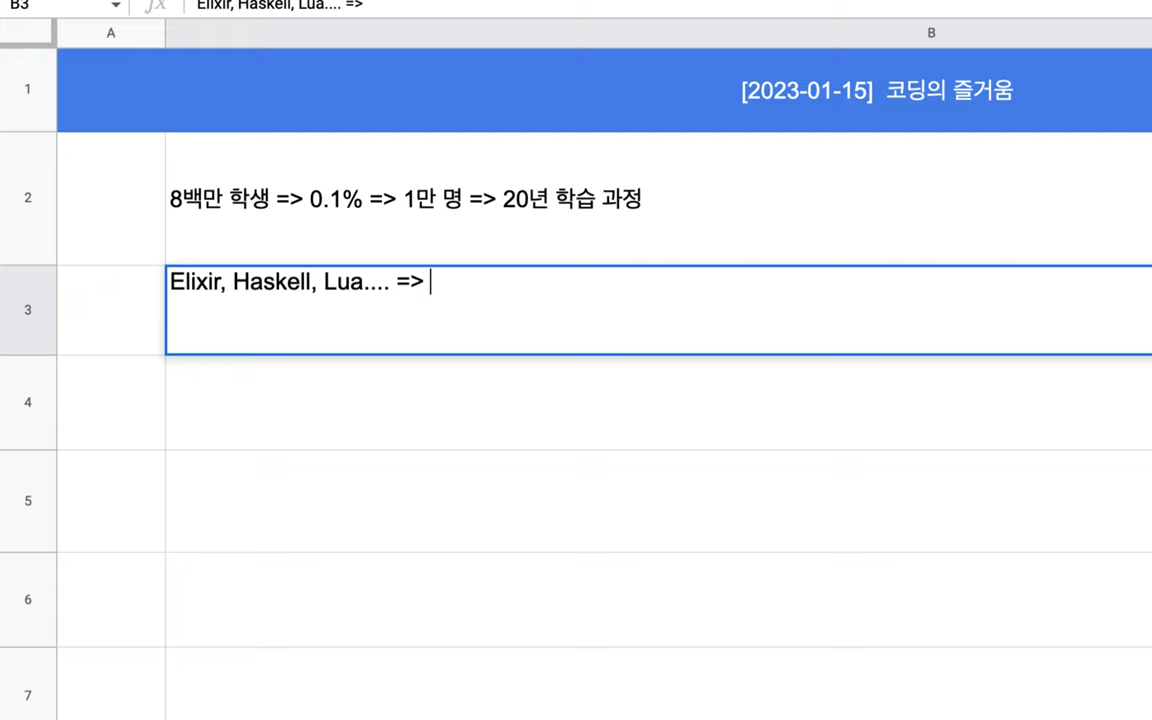 B3
fx
Elixir, Haskell, Lua.... =>
A
B
1
[2023-01-15] 코딩의 즐거움
2
8백만 학생 => 0.1% => 1만 명 => 20년 학습 과정
3
Elixir, Haskell, Lua.... =>
4
5
6
7